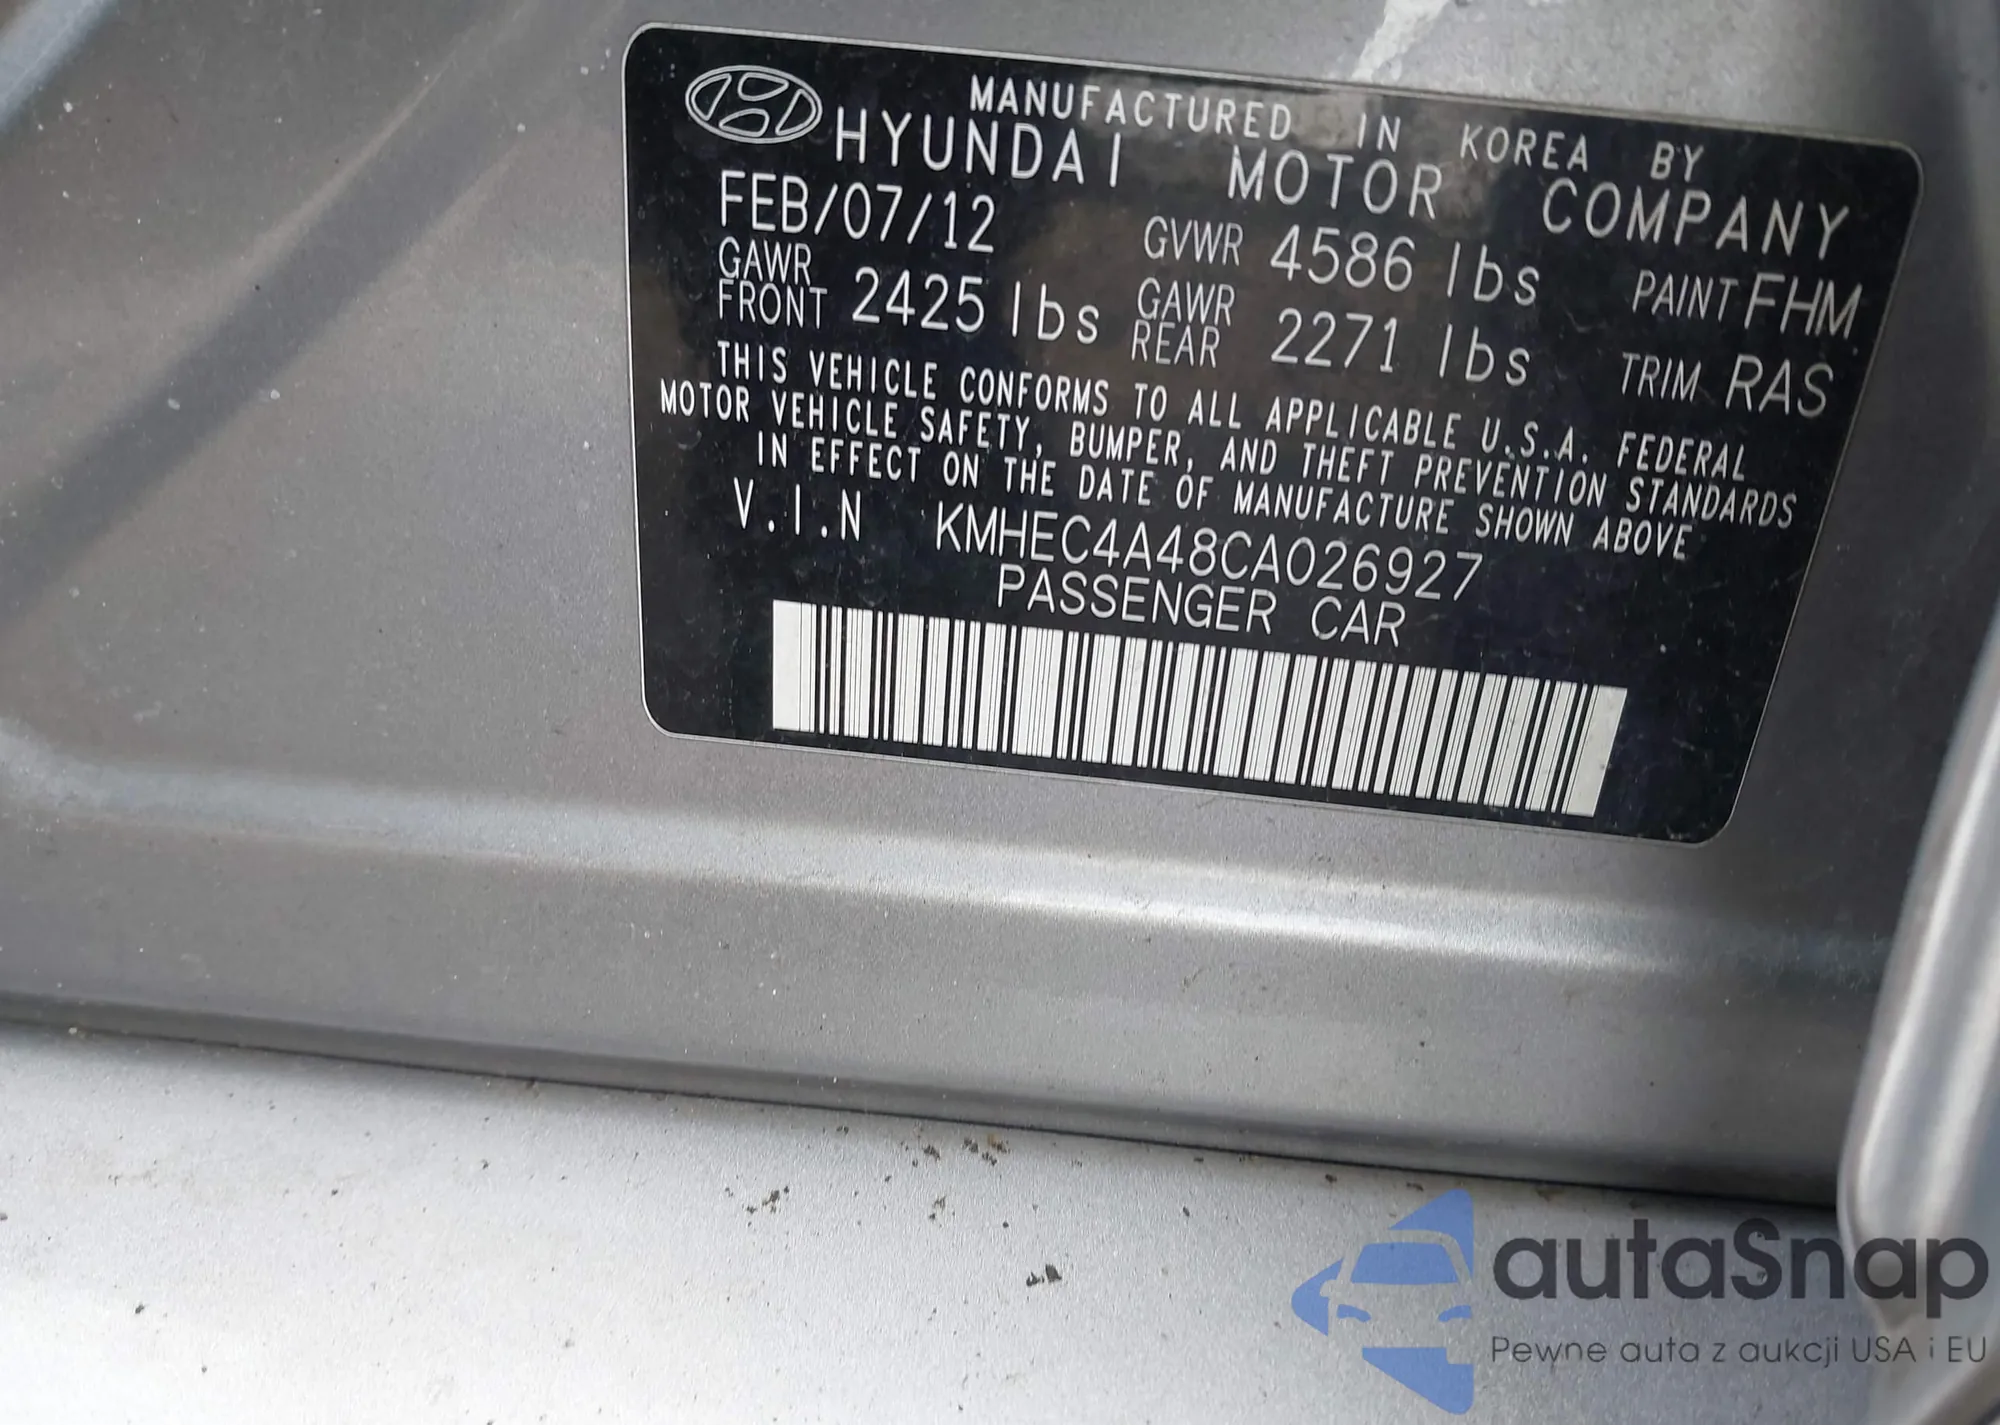 MANUFACTURED IN KOREA BY
HYUNDAI MOTOR COMPANY
FEB/07/12 GVWR 4586 lbs PAINT FHM
GAWR FRONT 2425 lbs GAWR REAR 2271 lbs TRIM RAS
THIS VEHICLE CONFORMS TO ALL APPLICABLE U.S.A. FEDERAL
MOTOR VEHICLE SAFETY, BUMPER, AND THEFT PREVENTION STANDARDS
IN EFFECT ON THE DATE OF MANUFACTURE SHOWN ABOVE
V.I.N KMHEC4A48CA026927
PASSENGER CAR
autaSnap
Pewne auta z aukcji USA i EU